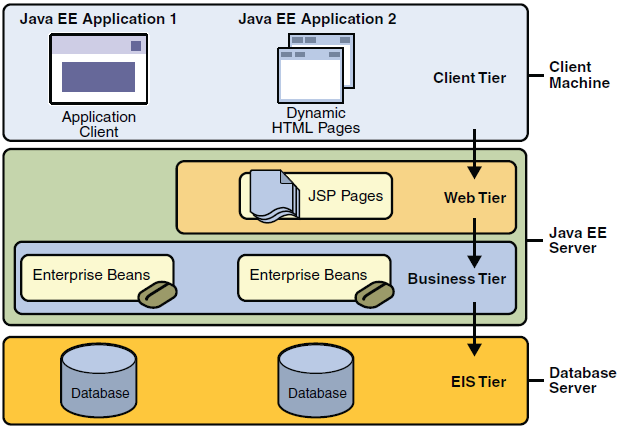 Java EE Application 1
Java EE Application 2
Application
Client
Dynamic
HTML Pages
Client Tier
Client
Machine
JSP Pages
Web Tier
Java EE
Server
Enterprise Beans
Enterprise Beans
Business Tier
Database
Database
EIS Tier
Database
Server